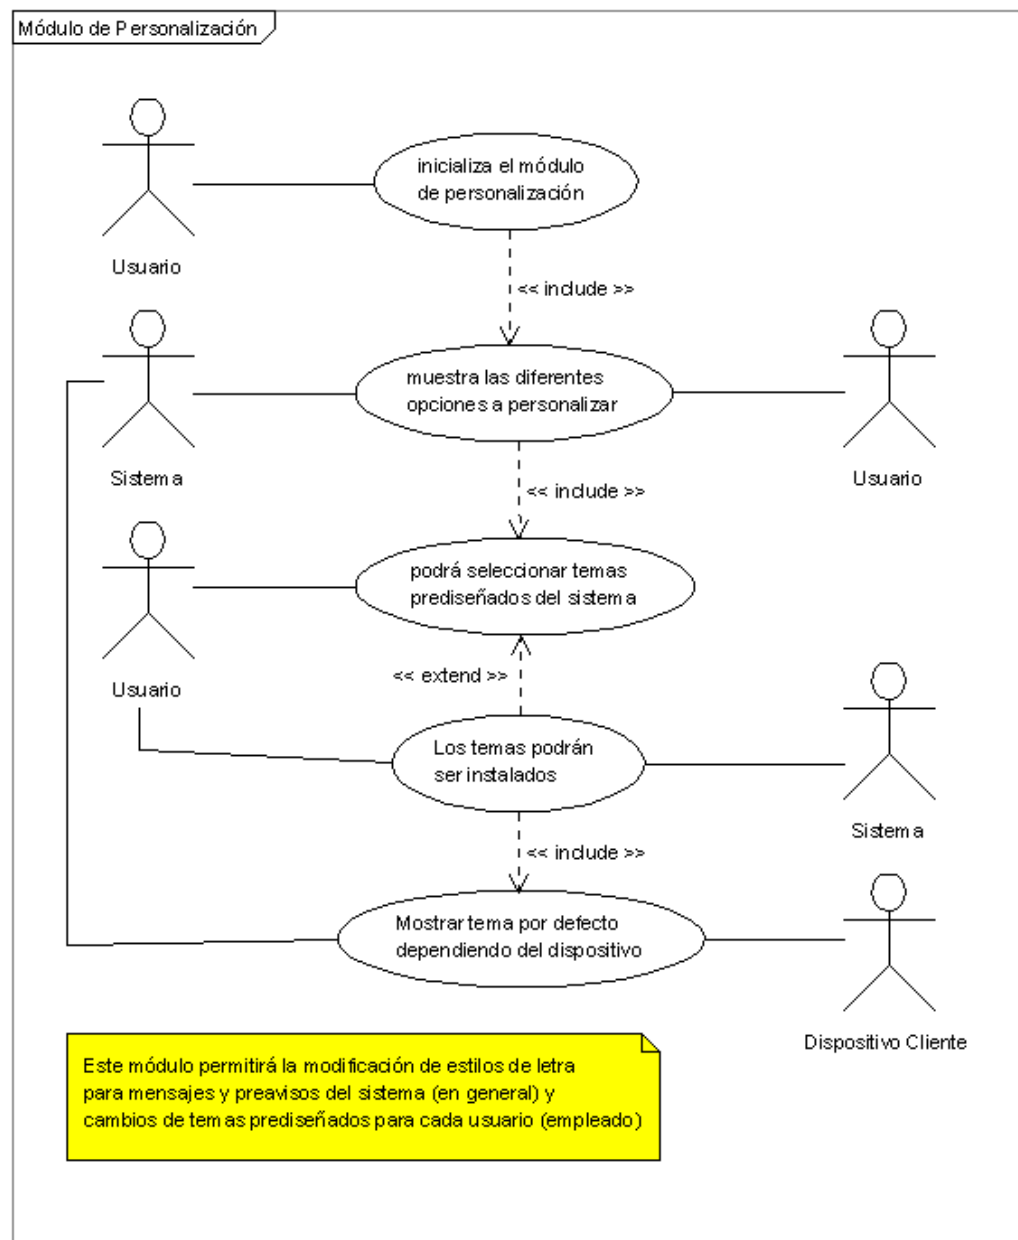 Módulo de Personalización
inicializa el módulo
de personalización
Usuario
<< include >>
muestra las diferentes
opciones a personalizar
Sistema
Usuario
<< include >>
podrá seleccionar temas
prediseñados del sistema
Usuario
<< extend >>
Los temas podrán
ser instalados
Sistema
<< include >>
Mostrar tema por defecto
dependiendo del dispositivo
Dispositivo Cliente
Este módulo permitirá la modificación de estilos de letra
para mensajes y preavisos del sistema (en general) y
cambios de temas prediseñados para cada usuario (empleado)